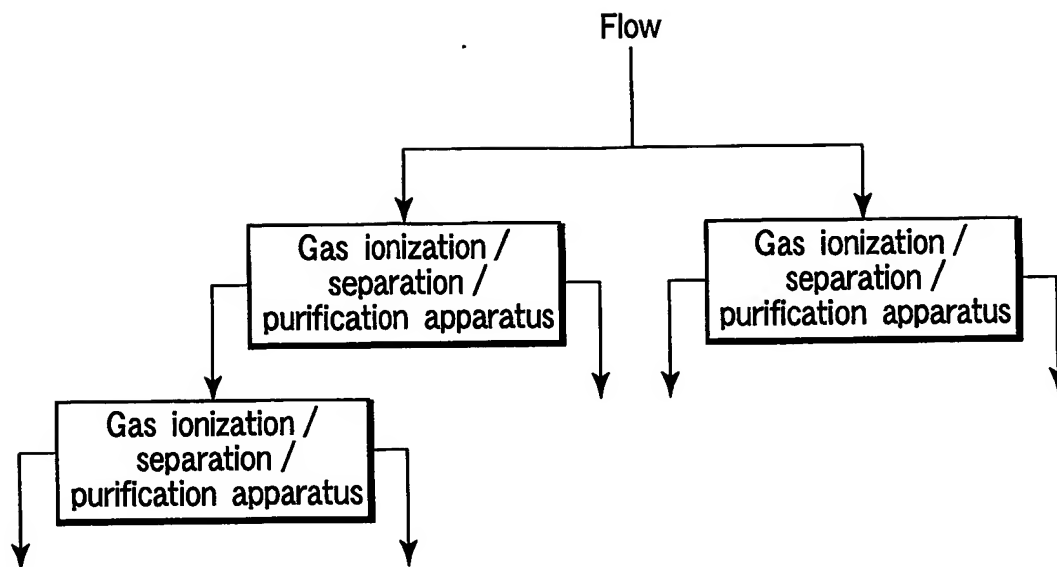 Flow
Gas ionization /
separation /
purification apparatus
Gas ionization /
separation /
purification apparatus
Gas ionization /
separation /
purification apparatus